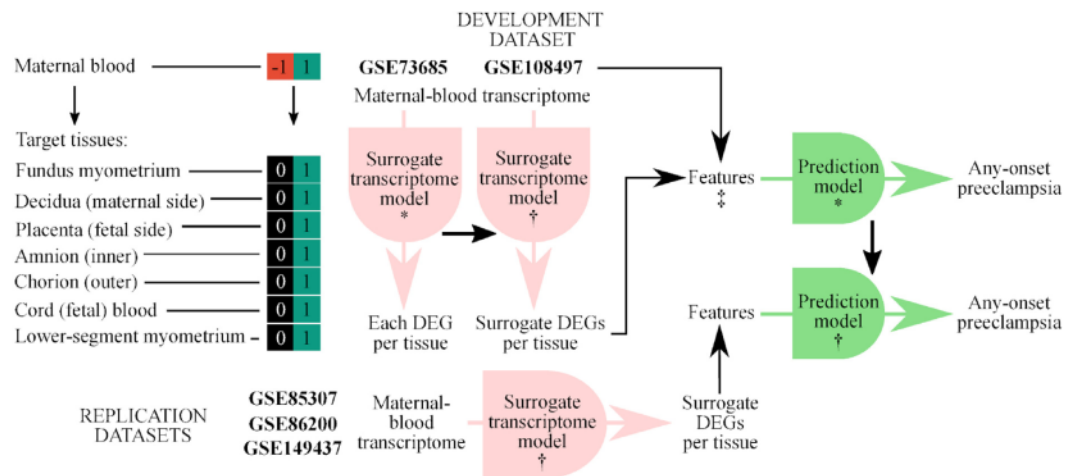 DEVELOPMENT
DATASET
Maternal blood
-1 1
GSE73685 GSE108497
Maternal-blood transcriptome
Target tissues:
Fundus myometrium
0 1
Decidua (maternal side)
0 1
Placenta (fetal side)
0 1
Amnion (inner)
0 1
Chorion (outer)
0 1
Cord (fetal) blood
0 1
Lower-segment myometrium
0 1
Surrogate
transcriptome
model
*
Surrogate
transcriptome
model
†
Each DEG
per tissue
Surrogate DEGs
per tissue
Features
‡
Prediction
model
*
Any-onset
preeclampsia
Features
Prediction
model
†
Any-onset
preeclampsia
REPLICATION
DATASETS
GSE85307
GSE86200
GSE149437
Maternal-
blood
transcriptome
Surrogate
transcriptome
model
†
Surrogate
DEGs
per tissue